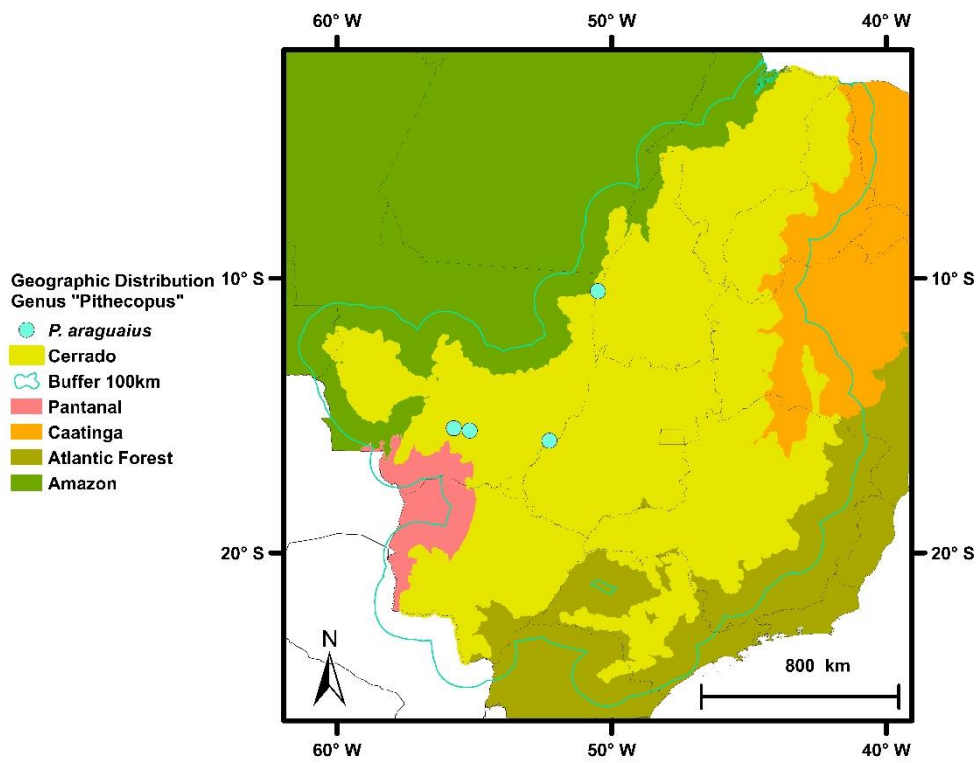 60° W 50° W 40° W
10° S 10° S
Geographic Distribution
Genus "Pithecopus"
P. araguaius
Cerrado
Buffer 100km
Pantanal
Caatinga
Atlantic Forest
Amazon
20° S 20° S
N
800 km
60° W 50° W 40° W